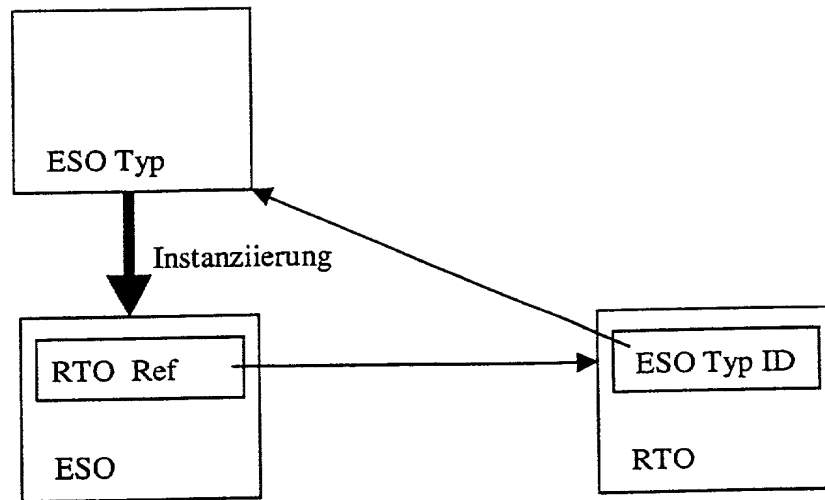 ESO Typ
Instanziierung
RTO Ref
ESO Typ ID
ESO
RTO